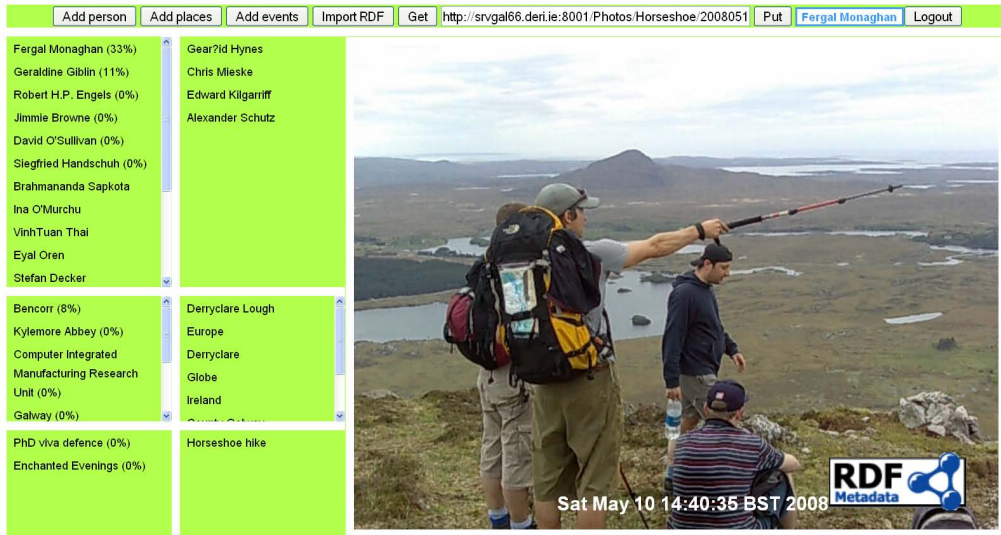 Add person Add places Add events Import RDF Get http://srvgal66.deri.ie:8001/Photos/Horseshoe/2008051 Put Fergal Monaghan Logout
Fergal Monaghan (33%)
Geraldine Giblin (11%)
Robert H.P. Engels (0%)
Jimmie Browne (0%)
David O'Sullivan (0%)
Siegfried Handschuh (0%)
Brahmananda Sapkota
Ina O'Murchu
VinhTuan Thai
Eyal Oren
Stefan Decker
Gear?id Hynes
Chris Mieske
Edward Kilgarriff
Alexander Schutz
Bencorr (8%)
Kylemore Abbey (0%)
Computer Integrated
Manufacturing Research
Unit (0%)
Galway (0%)
Derryclare Lough
Europe
Derryclare
Globe
Ireland
PhD viva defence (0%)
Enchanted Evenings (0%)
Horseshoe hike
Sat May 10 14:40:35 BST 2008
RDF
Metadata